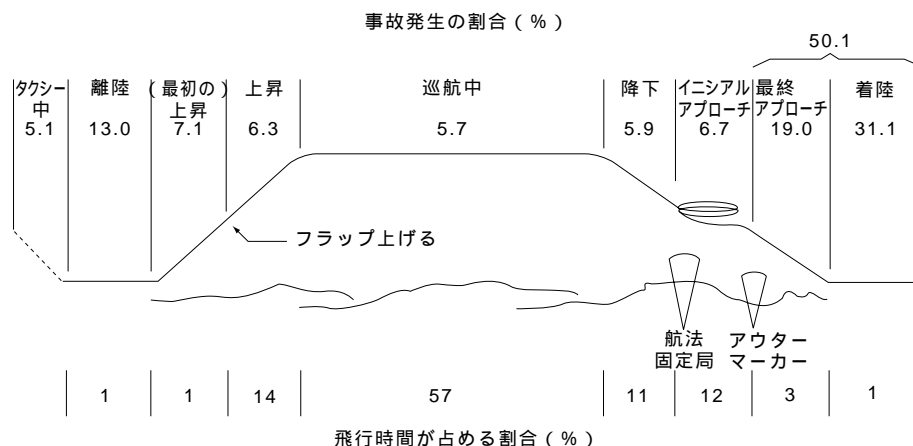 事故発生の割合(%)
50.1
タクシー中 離陸 (最初の)上昇 上昇 巡航中 降下 イニシアルアプローチ 最終アプローチ 着陸
5.1 13.0 7.1 6.3 5.7 5.9 6.7 19.0 31.1
フラップ上げる
航法固定局 アウターマーカー
1 1 14 57 11 12 3 1
飛行時間が占める割合(%)